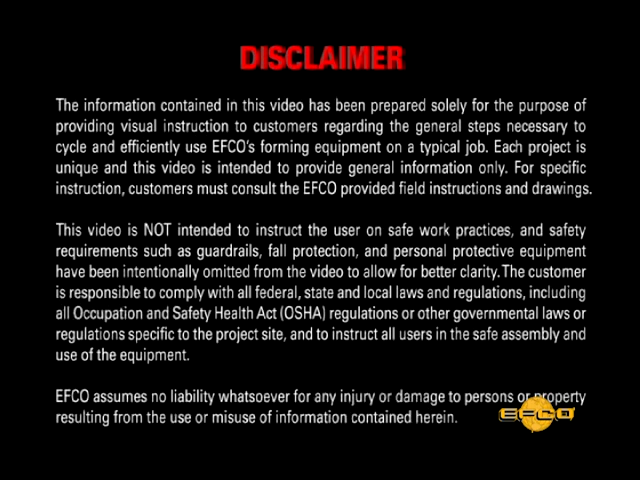 DISCLAIMER
The information contained in this video has been prepared solely for the purpose of
providing visual instruction to customers regarding the general steps necessary to
cycle and efficiently use EFCO's forming equipment on a typical job. Each project is
unique and this video is intended to provide general information only. For specific
instruction, customers must consult the EFCO provided field instructions and drawings.
This video is NOT intended to instruct the user on safe work practices, and safety
requirements such as guardrails, fall protection, and personal protective equipment
have been intentionally omitted from the video to allow for better clarity. The customer
is responsible to comply with all federal, state and local laws and regulations, including
all Occupation and Safety Health Act (OSHA) regulations or other governmental laws or
regulations specific to the project site, and to instruct all users in the safe assembly and
use of the equipment.
EFCO assumes no liability whatsoever for any injury or damage to persons or property
resulting from the use or misuse of information contained herein.
EFCO